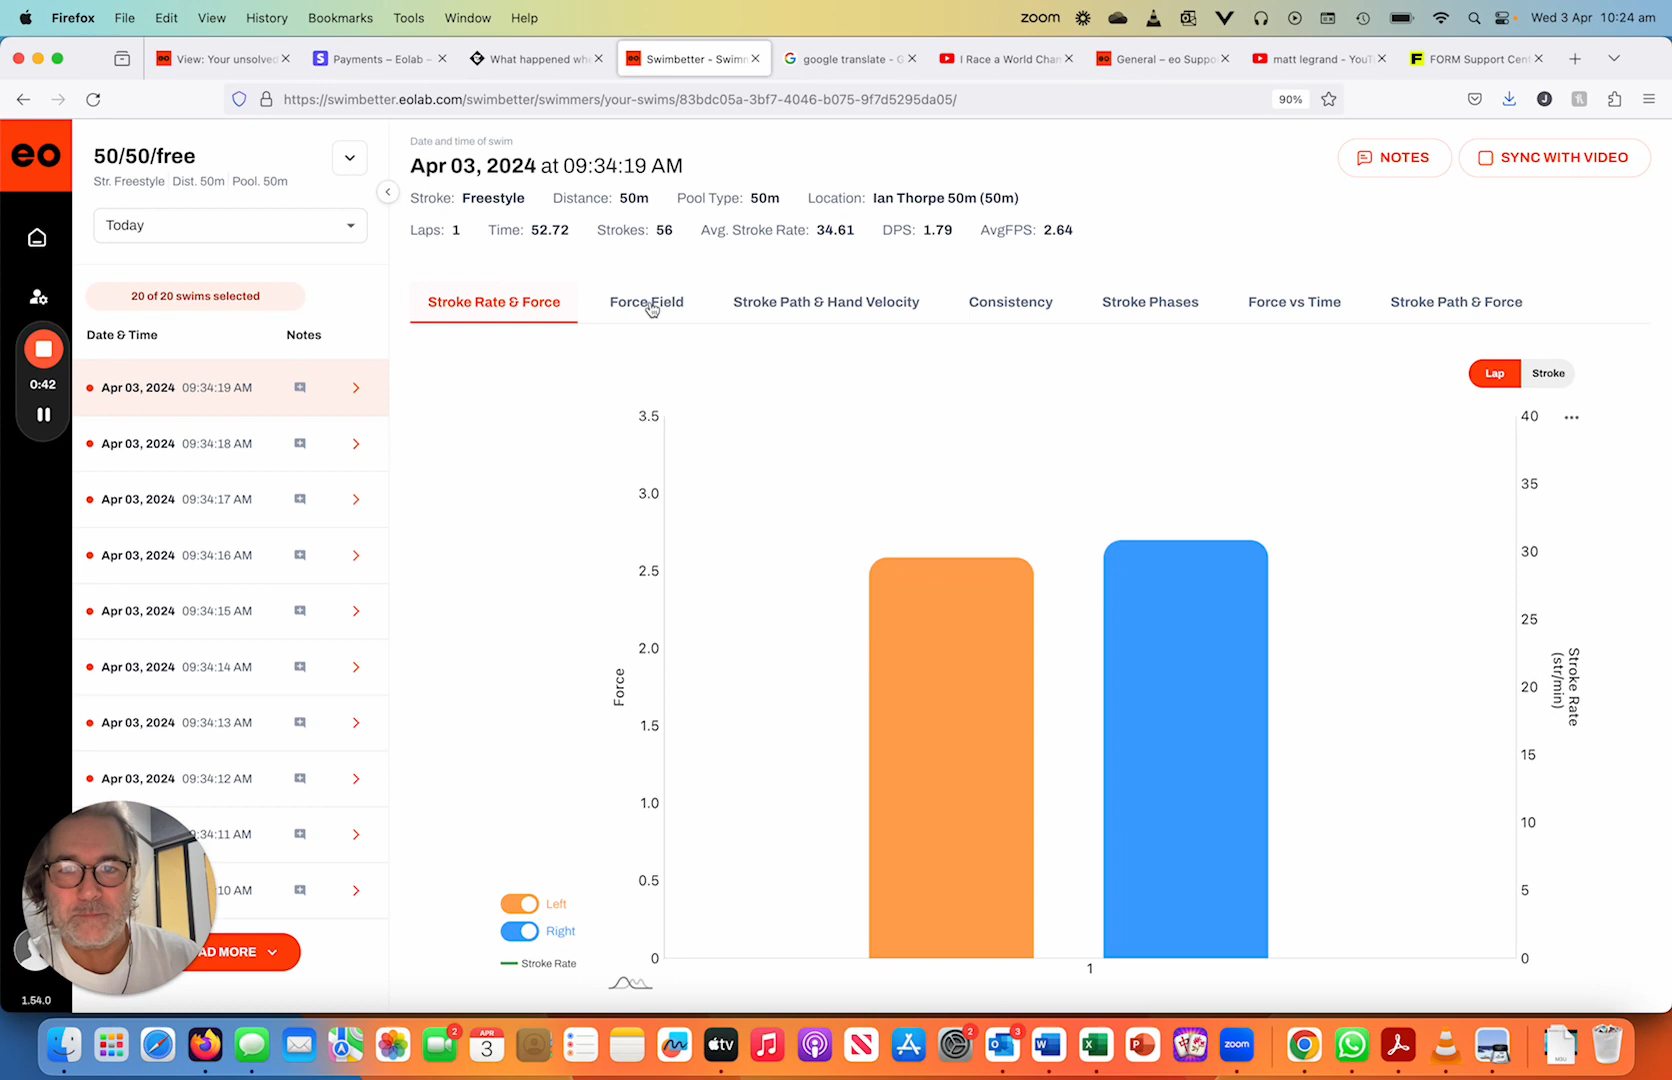 Firefox File Edit View History Bookmarks Tools Window Help zoom Wed 3 Apr 10:24 am
View: Your unsolved Payments – Eolab – What happened whe Swimbetter - Swimm google translate - G I Race a World Chan General – eo Suppo matt legrand - YouT FORM Support Cent
https://swimbetter.eolab.com/swimbetter/swimmers/your-swims/83bdc05a-3bf7-4046-b075-9f7d5295da05/ 90%
eo
50/50/free
Str. Freestyle Dist. 50m Pool. 50m
Today
20 of 20 swims selected
Date & Time Notes
Apr 03, 2024 09:34:19 AM
Apr 03, 2024 09:34:18 AM
Apr 03, 2024 09:34:17 AM
Apr 03, 2024 09:34:16 AM
Apr 03, 2024 09:34:15 AM
Apr 03, 2024 09:34:14 AM
Apr 03, 2024 09:34:13 AM
Apr 03, 2024 09:34:12 AM
9:34:11 AM
:10 AM
AD MORE
0:42
1.54.0
Date and time of swim
Apr 03, 2024 at 09:34:19 AM
NOTES SYNC WITH VIDEO
Stroke: Freestyle Distance: 50m Pool Type: 50m Location: Ian Thorpe 50m (50m)
Laps: 1 Time: 52.72 Strokes: 56 Avg. Stroke Rate: 34.61 DPS: 1.79 AvgFPS: 2.64
Stroke Rate & Force Force Field Stroke Path & Hand Velocity Consistency Stroke Phases Force vs Time Stroke Path & Force
Lap Stroke
3.5
3.0
2.5
2.0
1.5
1.0
0.5
0
Force
1
40
35
30
25
20
15
10
5
0
Stroke Rate
(str/min)
Left
Right
Stroke Rate
2
APR
3
tv
2
3
zoom